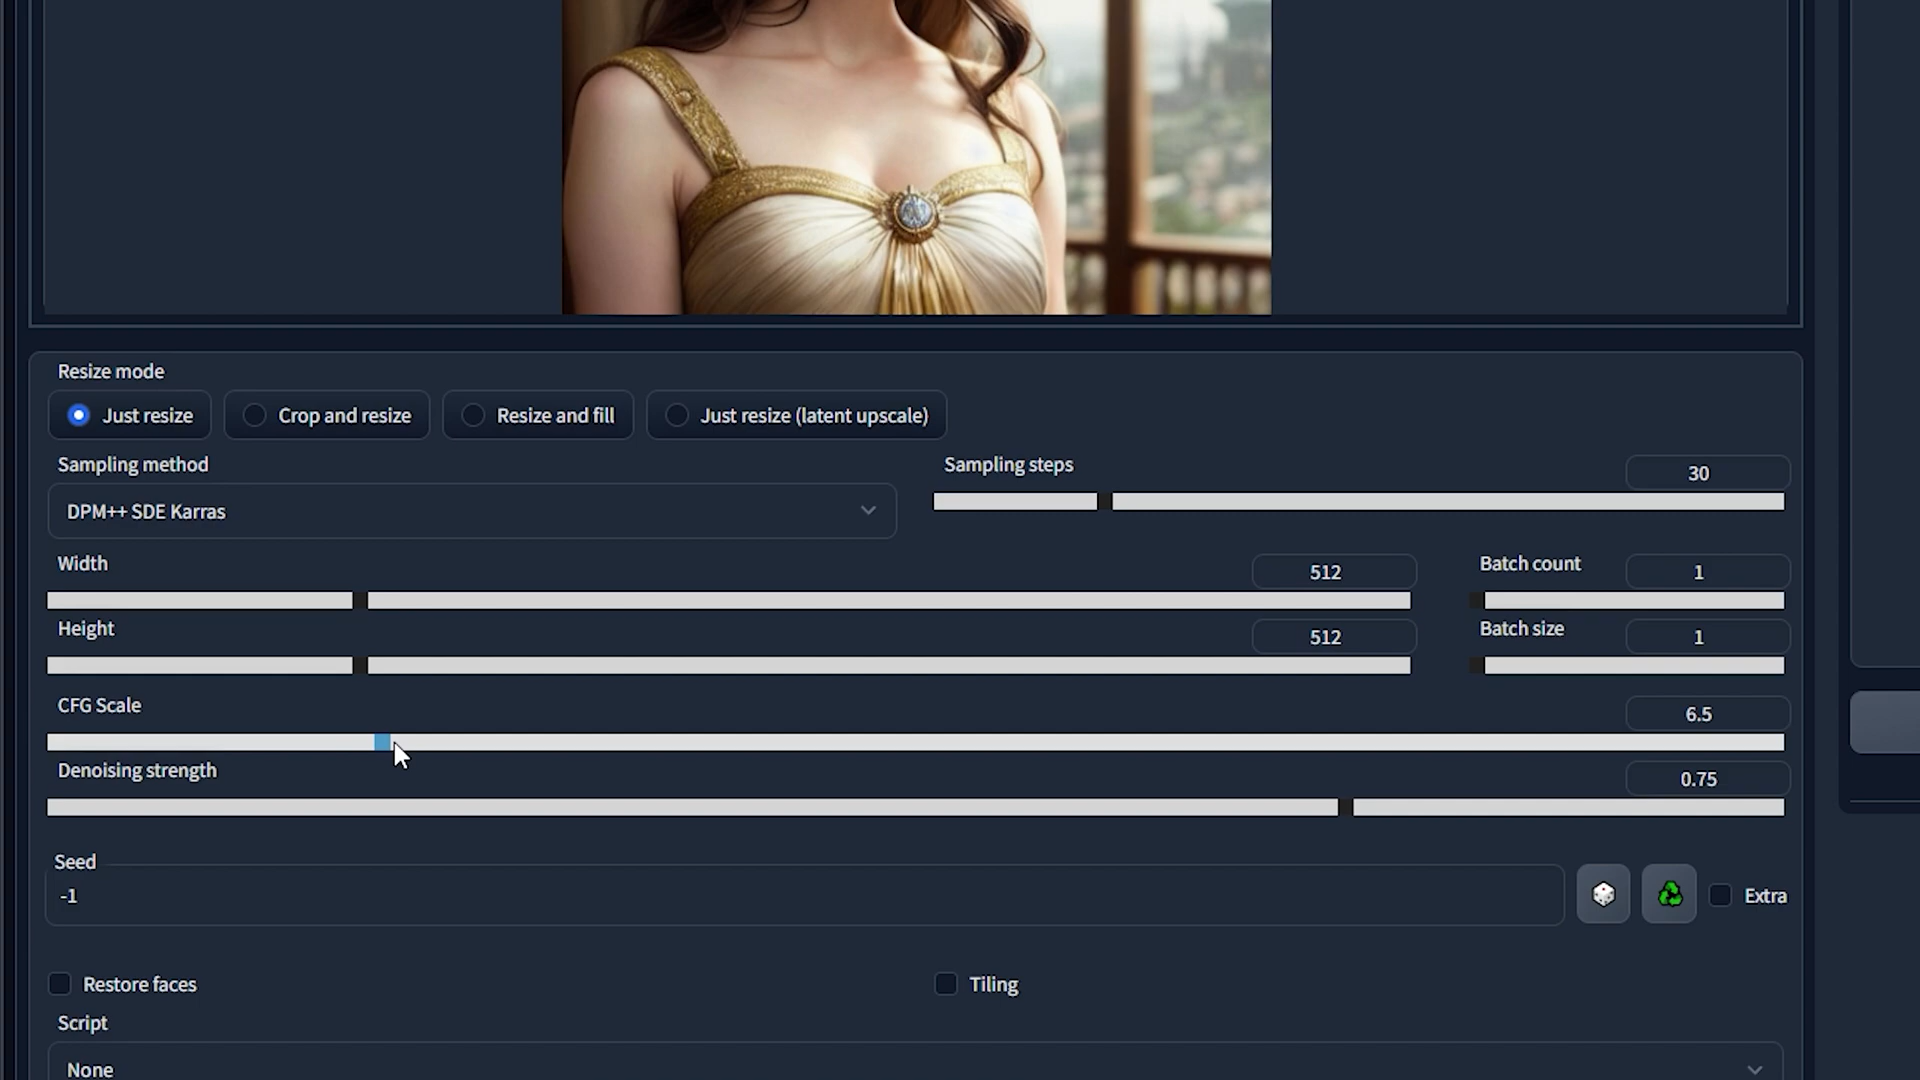 Resize mode
Just resize
Crop and resize
Resize and fill
Just resize (latent upscale)
Sampling method
Sampling steps
30
DPM++ SDE Karras
Width
512
Batch count
1
Height
512
Batch size
1
CFG Scale
6.5
Denoising strength
0.75
Seed
-1
Extra
Restore faces
Tiling
Script
None